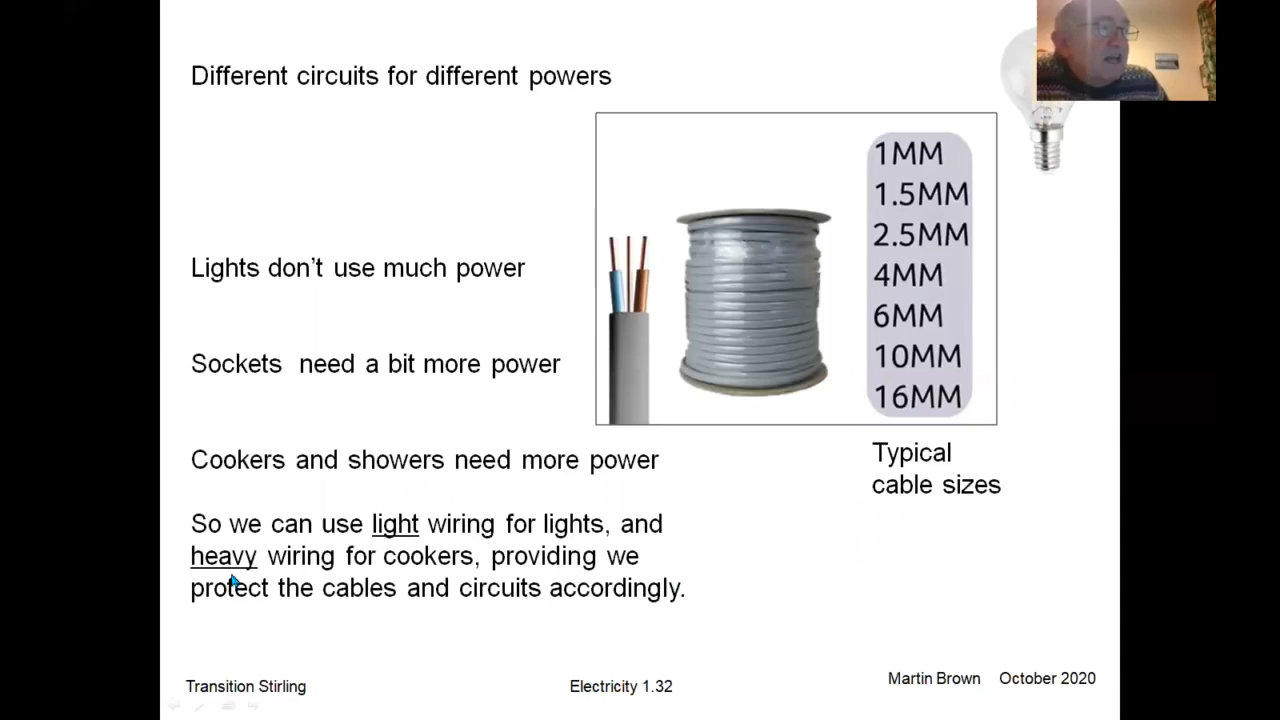 Different circuits for different powers
1MM
1.5MM
2.5MM
4MM
6MM
10MM
16MM
Lights don’t use much power
Sockets need a bit more power
Cookers and showers need more power
Typical
cable sizes
So we can use light wiring for lights, and
heavy wiring for cookers, providing we
protect the cables and circuits accordingly.
Transition Stirling
Electricity 1.32
Martin Brown October 2020